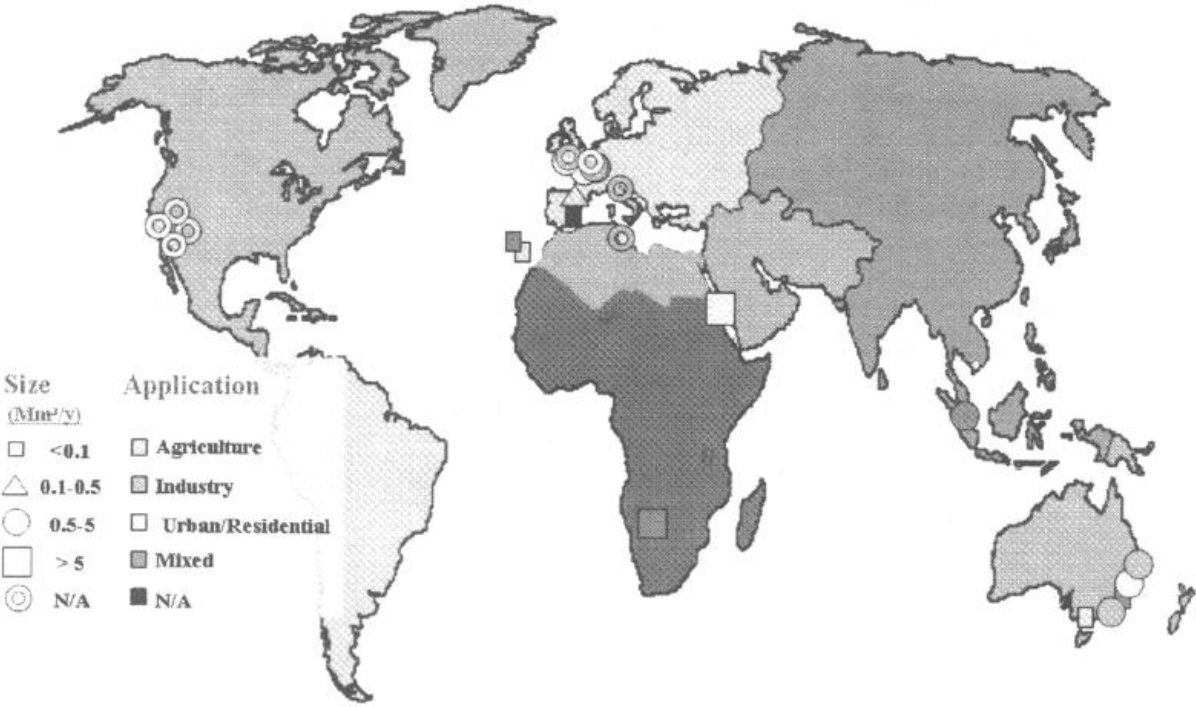 Size Application
(Mm³/y)
<0.1 Agriculture
0.1-0.5 Industry
0.5-5 Urban/Residential
> 5 Mixed
N/A N/A